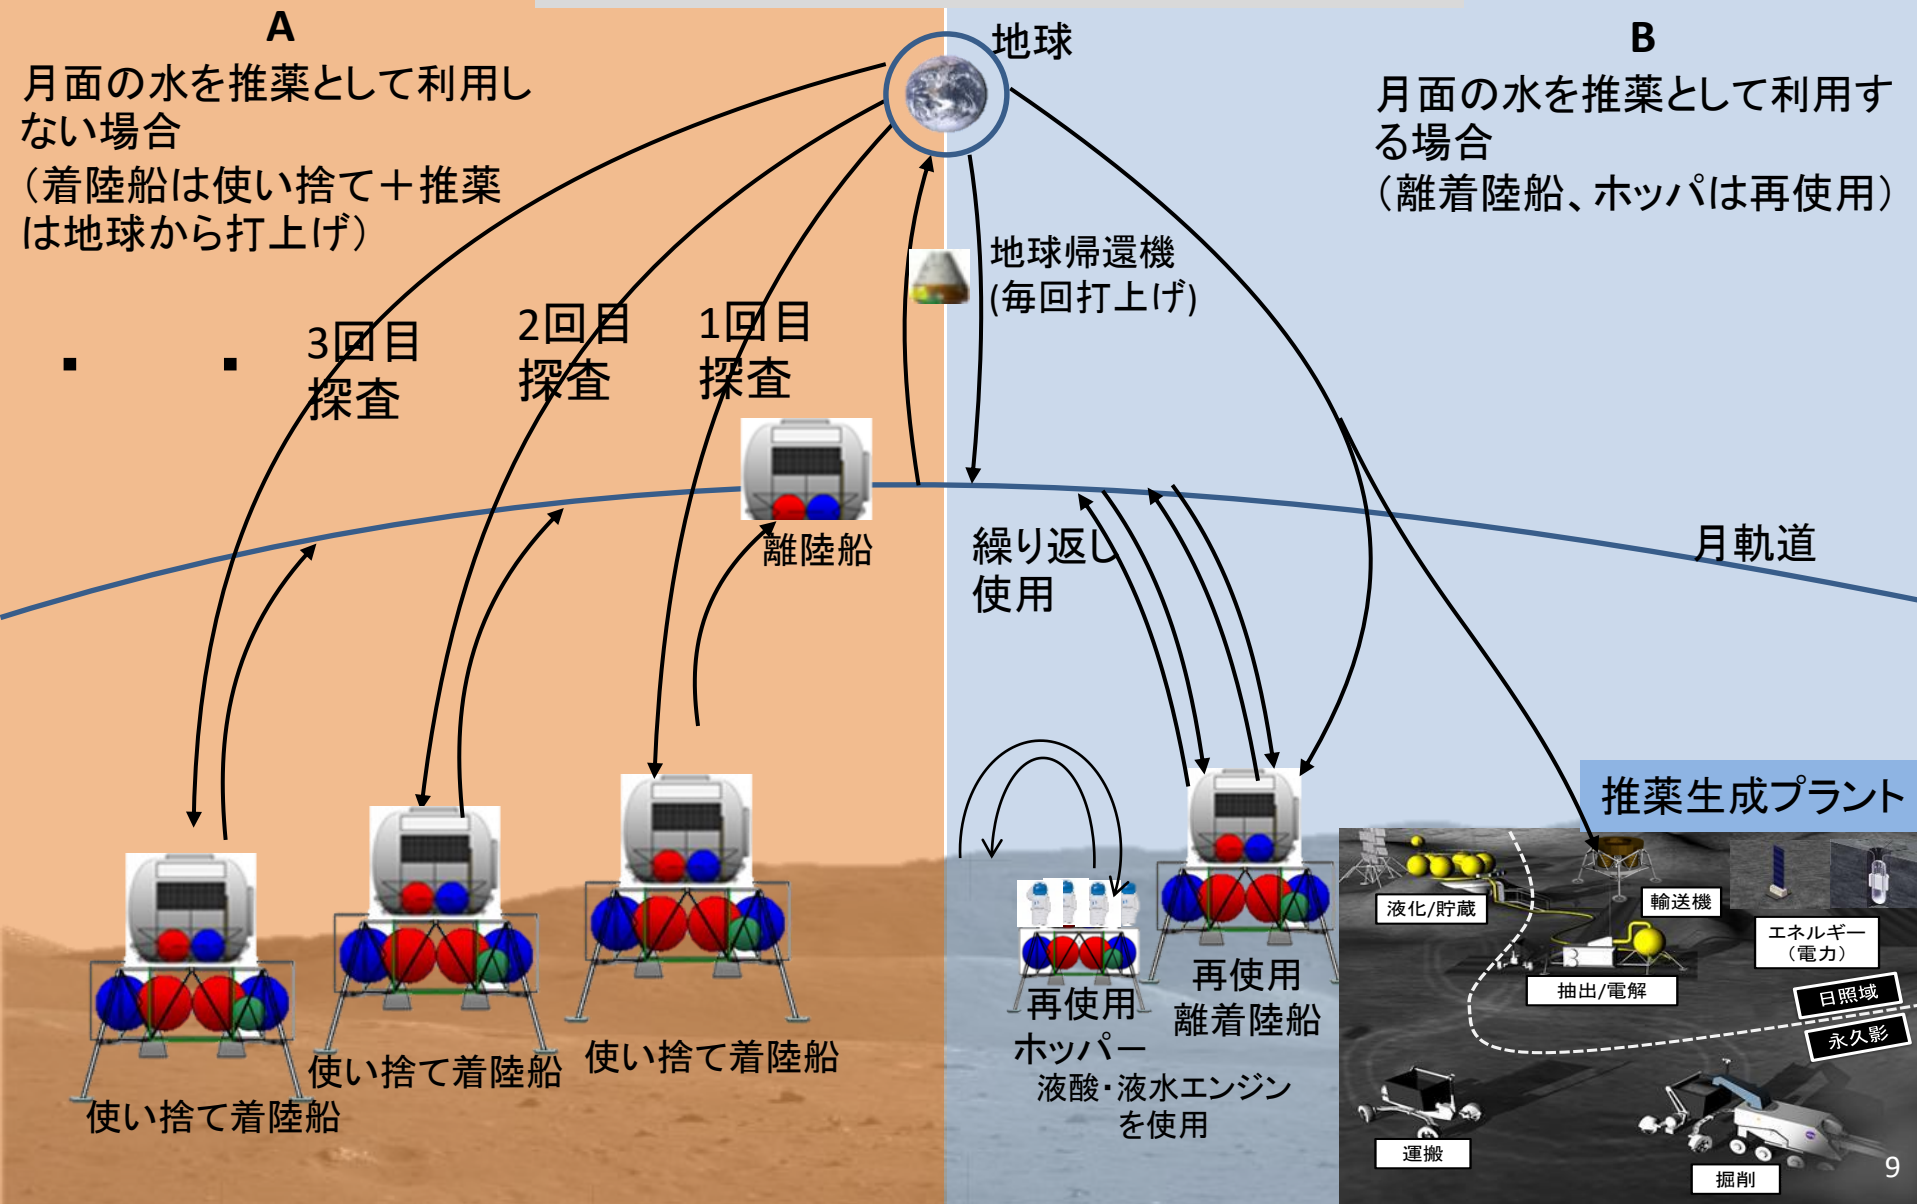 A
月面の水を推薬として利用し
ない場合
（着陸船は使い捨て＋推薬
は地球から打上げ）
地球
B
月面の水を推薬として利用す
る場合
（離着陸船、ホッパは再使用）
地球帰還機
(毎回打上げ)
▪ ▪
3回目
探査
2回目
探査
1回目
探査
離陸船
繰り返し
使用
月軌道
推薬生成プラント
液化/貯蔵
輸送機
エネルギー
（電力）
抽出/電解
日照域
永久影
運搬
掘削
再使用
ホッパー
再使用
離着陸船
液酸・液水エンジン
を使用
使い捨て着陸船
使い捨て着陸船
使い捨て着陸船
9